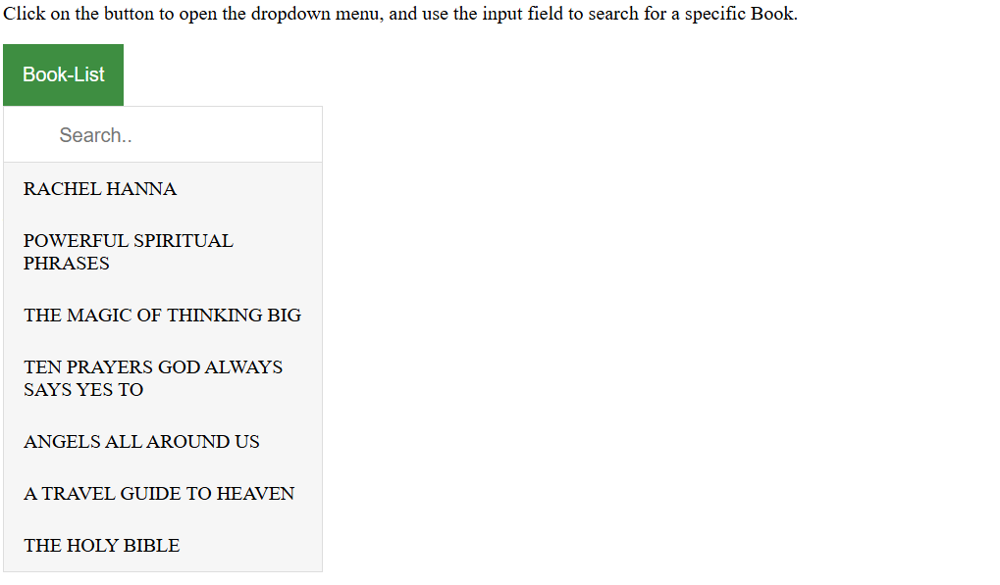 Click on the button to open the dropdown menu, and use the input field to search for a specific Book.
Book-List
Search..
RACHEL HANNA
POWERFUL SPIRITUAL
PHRASES
THE MAGIC OF THINKING BIG
TEN PRAYERS GOD ALWAYS
SAYS YES TO
ANGELS ALL AROUND US
A TRAVEL GUIDE TO HEAVEN
THE HOLY BIBLE